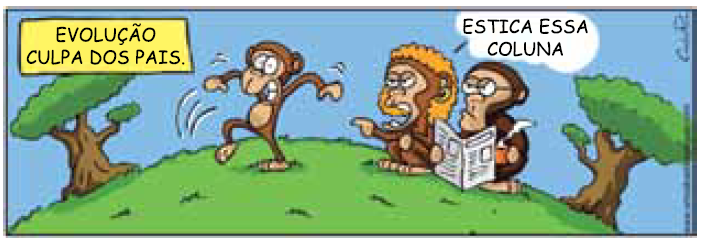 EVOLUÇÃO
CULPA DOS PAIS.
ESTICA ESSA
COLUNA